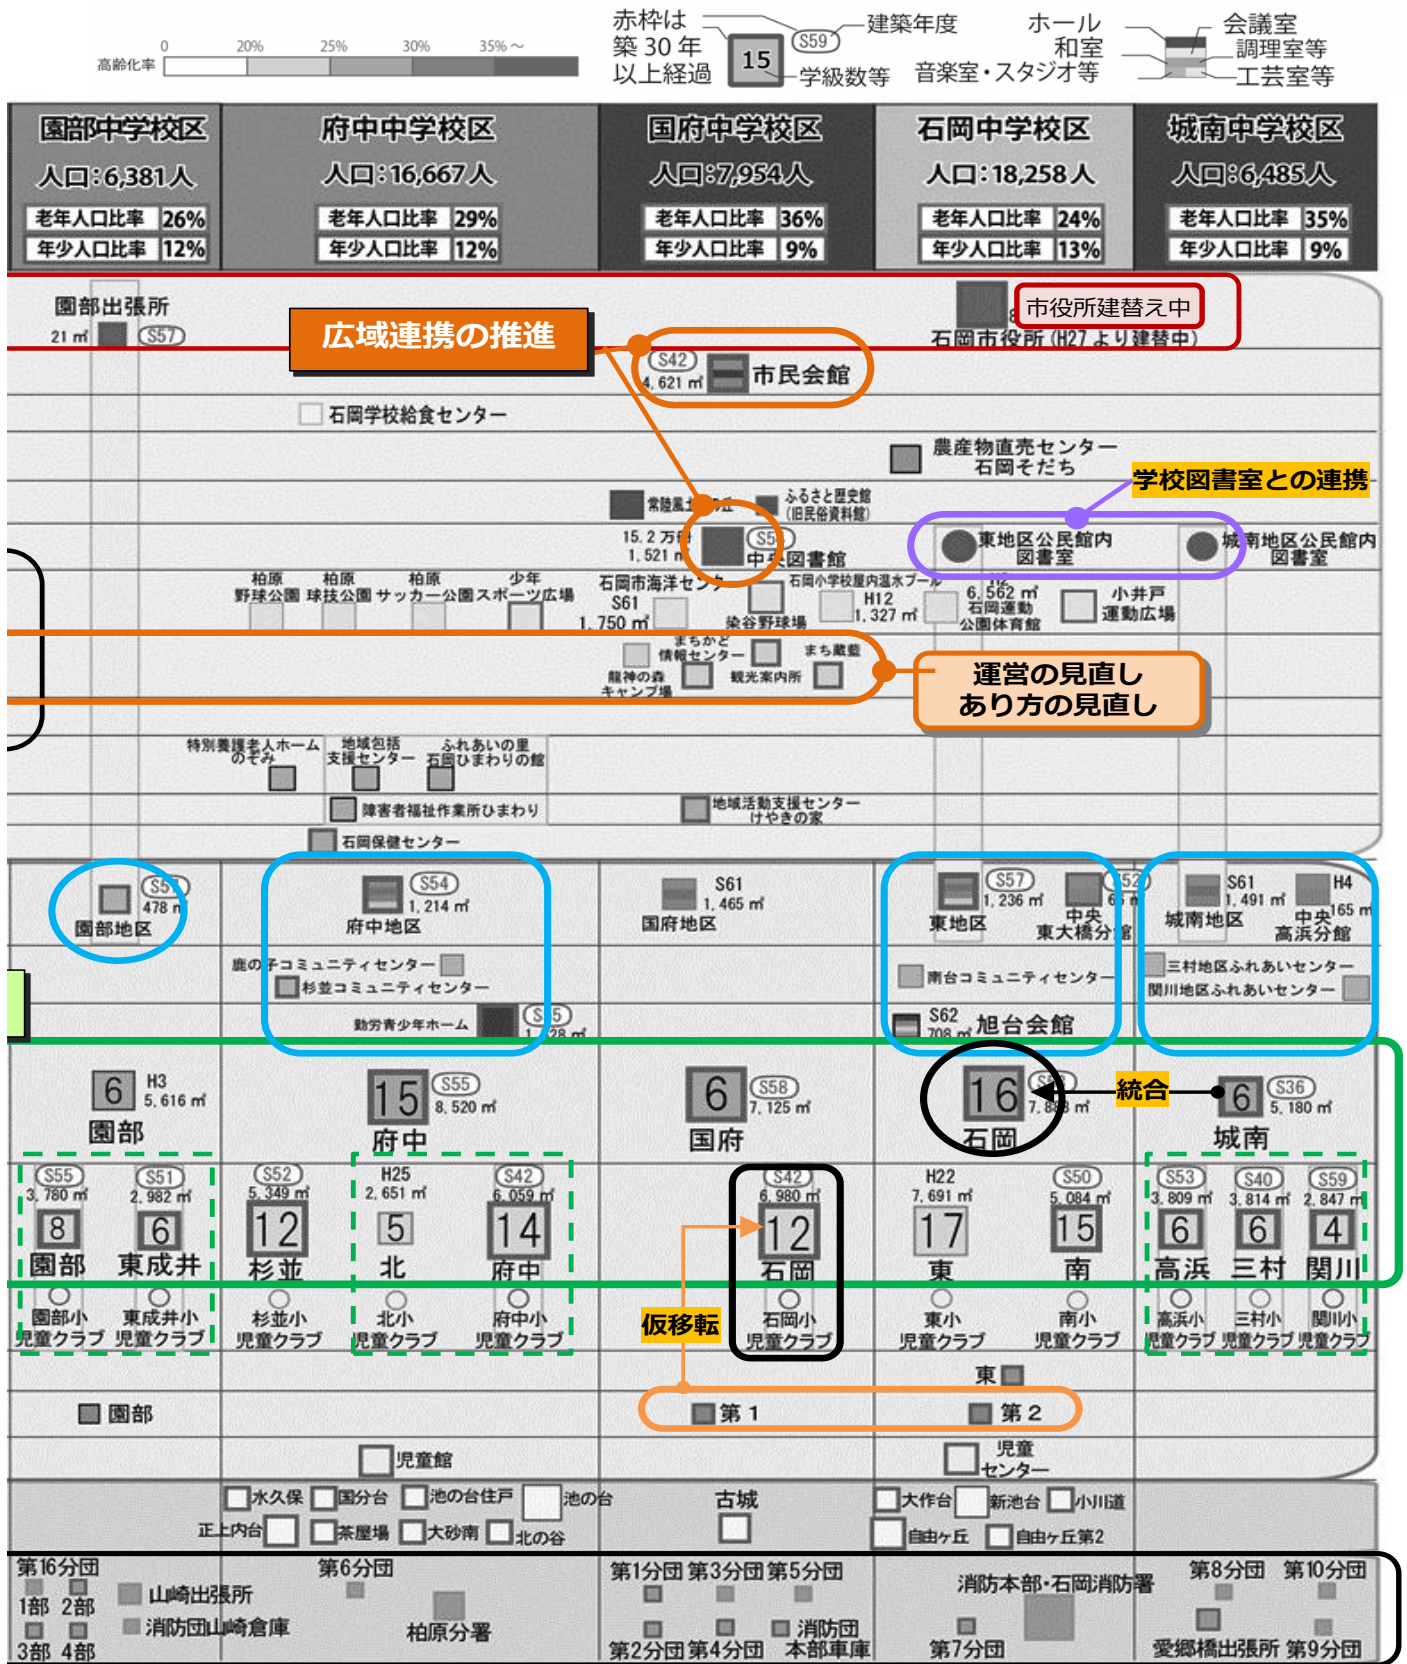 赤枠は
築30年
以上経過
15
S59
建築年度
学級数等
ホール
和室
音楽室・スタジオ等
会議室
調理室等
工芸室等
高齢化率
0
20%
25%
30%
35%～
園部中学校区
人口：6,381人
老年人口比率 26%
年少人口比率 12%
府中中学校区
人口：16,667人
老年人口比率 29%
年少人口比率 12%
国府中学校区
人口：7,954人
老年人口比率 36%
年少人口比率 9%
石岡中学校区
人口：18,258人
老年人口比率 24%
年少人口比率 13%
城南中学校区
人口：6,485人
老年人口比率 35%
年少人口比率 9%
園部出張所
21㎡
S57
広域連携の推進
市役所建替え中
石岡市役所(H27より建替中)
S42
4,621㎡
市民会館
石岡学校給食センター
農産物直売センター
石岡そだち
学校図書室との連携
常陸風土
丘
ふるさと歴史館
(旧民俗資料館)
15.2万冊
1,521㎡
中央図書館
東地区公民館内
図書室
城南地区公民館内
図書室
柏原
野球公園
柏原
球技公園
柏原
サッカー公園
少年
スポーツ広場
石岡市海洋センター
S61
1,750㎡
染谷野球場
石岡小学校屋内温水プール
H12
1,327㎡
H2
6,562㎡
石岡運動
公園体育館
小井戸
運動広場
まちかど
情報センター
まち蔵藍
龍神の森
キャンプ場
観光案内所
運営の見直し
あり方の見直し
特別養護老人ホーム
のぞみ
地域包括
支援センター
ふれあいの里
石岡ひまわりの館
障害者福祉作業所ひまわり
地域活動支援センター
けやきの家
石岡保健センター
S57
478㎡
園部地区
S54
1,214㎡
府中地区
S61
1,465㎡
国府地区
S57
1,236㎡
東地区
S52
中央
東大橋分館
S61
1,491㎡
城南地区
H4
165㎡
中央
高浜分館
鹿の子コミュニティセンター
杉並コミュニティセンター
南台コミュニティセンター
三村地区ふれあいセンター
関川地区ふれあいセンター
勤労青少年ホーム
S62
708㎡
旭台会館
6
H3
5,616㎡
園部
15
S55
8,520㎡
府中
6
S58
7,125㎡
国府
16
石岡
統合
6
S36
5,180㎡
城南
S55
3,780㎡
8
園部
S51
2,982㎡
6
東成井
S52
5,349㎡
12
杉並
H25
2,651㎡
5
北
S42
6,059㎡
14
府中
S42
6,980㎡
12
石岡
H22
7,691㎡
17
東
S50
5,084㎡
15
南
S53
3,809㎡
6
高浜
S40
3,814㎡
6
三村
S59
2,847㎡
4
関川
園部小
児童クラブ
東成井小
児童クラブ
杉並小
児童クラブ
北小
児童クラブ
府中小
児童クラブ
仮移転
石岡小
児童クラブ
東小
児童クラブ
南小
児童クラブ
高浜小
児童クラブ
三村小
児童クラブ
関川小
児童クラブ
東
園部
第1
第2
児童館
児童
センター
水久保
国分台
池の台住戸
池の台
正上内台
茶屋場
大砂南
北の谷
古城
大作台
新池台
小川道
自由ヶ丘
自由ヶ丘第2
第16分団
1部 2部
3部 4部
山崎出張所
消防団山崎倉庫
第6分団
柏原分署
第1分団 第3分団 第5分団
第2分団 第4分団
消防団
本部車庫
消防本部・石岡消防署
第7分団
第8分団
第10分団
愛郷橋出張所
第9分団